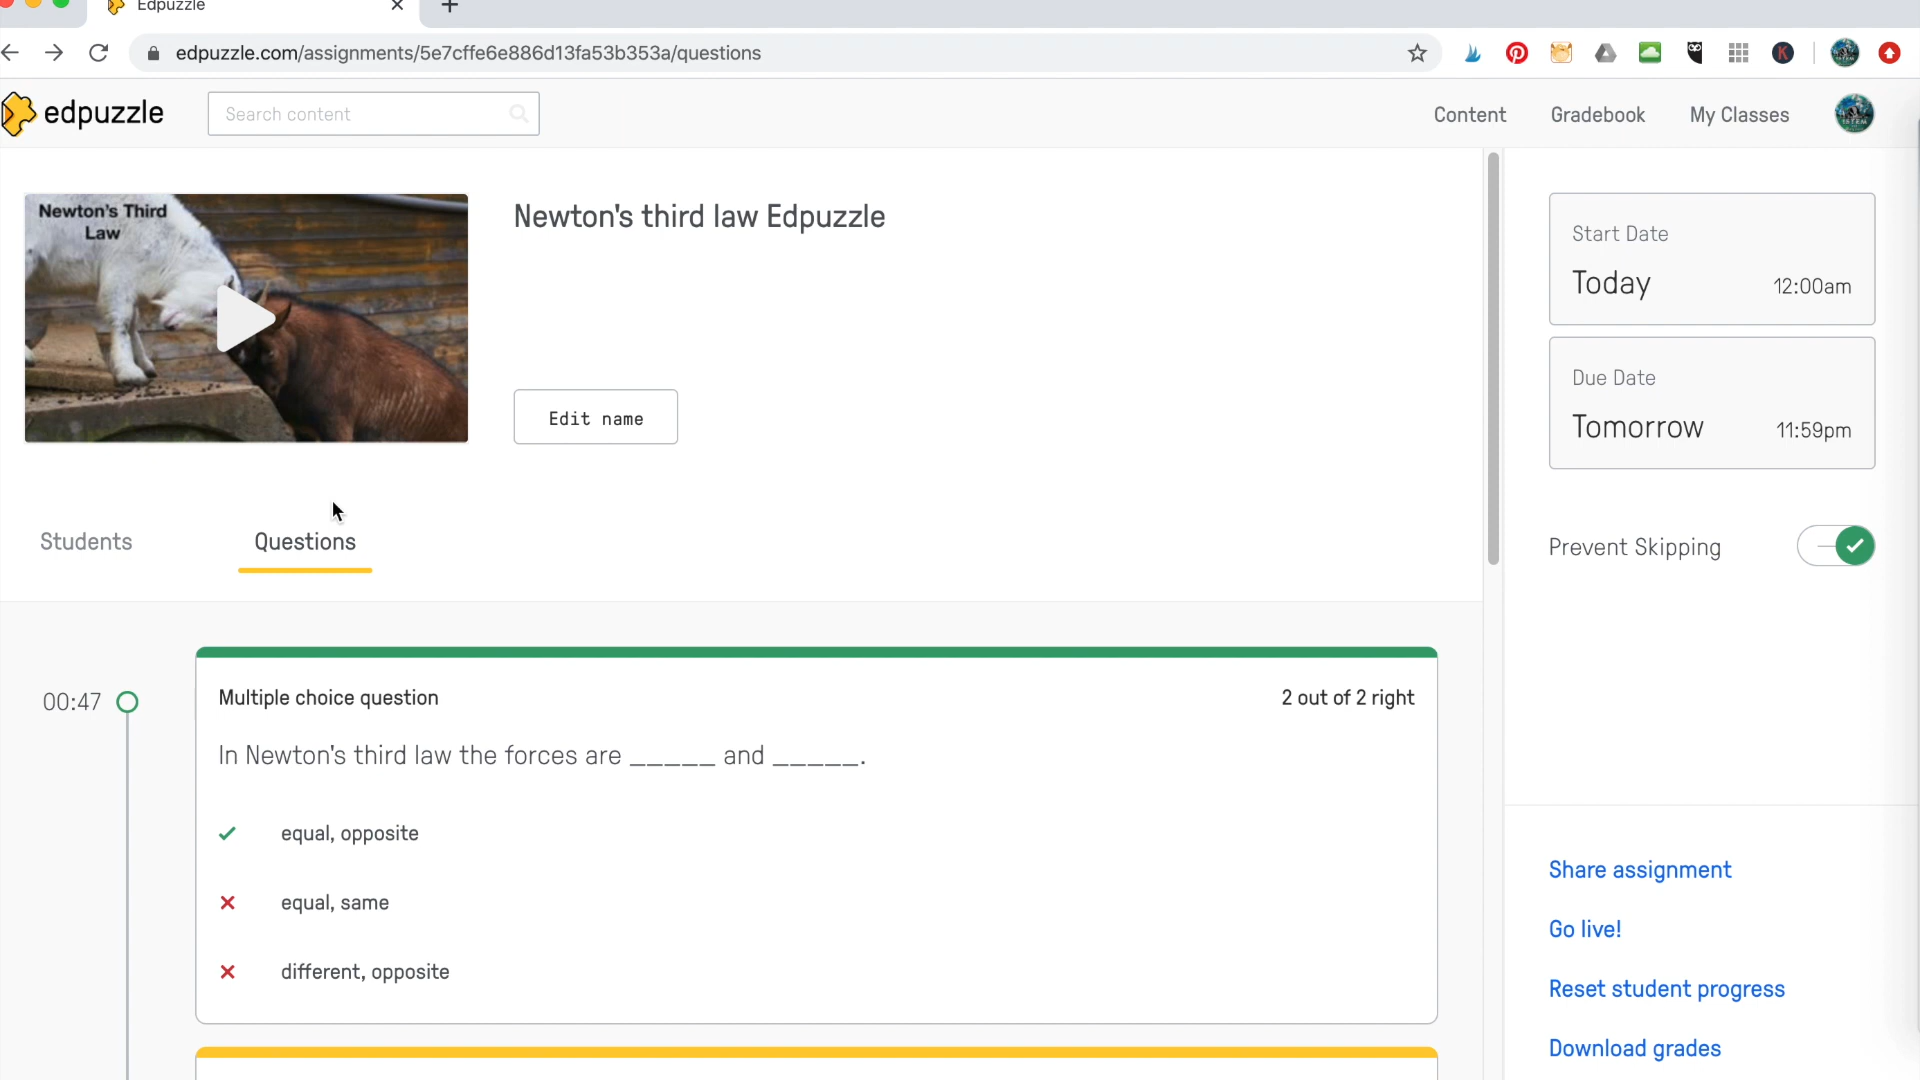 Edpuzzle
edpuzzle.com/assignments/5e7cffe6e886d13fa53b353a/questions
edpuzzle
Search content
Content
Gradebook
My Classes
Newton's Third
Law
Newton's third law Edpuzzle
Edit name
Start Date
Today 12:00am
Due Date
Tomorrow 11:59pm
Prevent Skipping
Students
Questions
00:47
Multiple choice question 2 out of 2 right
In Newton's third law the forces are _____ and _____.
equal, opposite
equal, same
different, opposite
Share assignment
Go live!
Reset student progress
Download grades